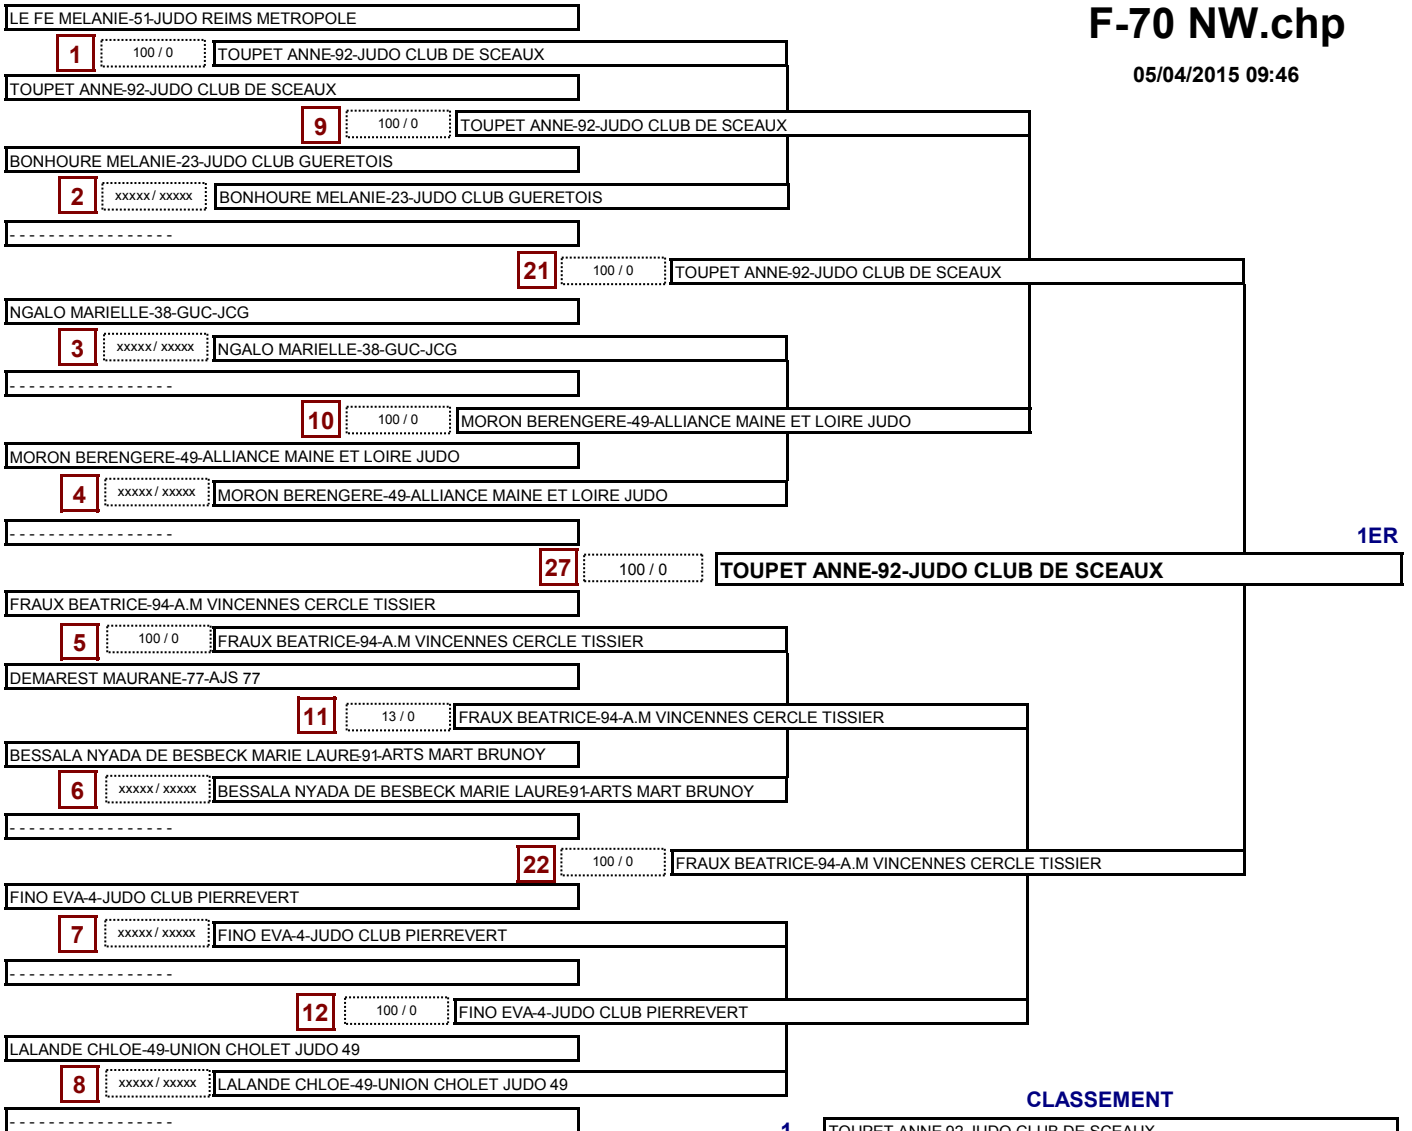 LE FE MELANIE-51-JUDO REIMS METROPOLE
F-70 NW.chp
1 100 / 0 TOUPET ANNE-92-JUDO CLUB DE SCEAUX
05/04/2015 09:46
TOUPET ANNE-92-JUDO CLUB DE SCEAUX
9 100 / 0 TOUPET ANNE-92-JUDO CLUB DE SCEAUX
BONHOURE MELANIE-23-JUDO CLUB GUERETOIS
2 xxxxx / xxxxx BONHOURE MELANIE-23-JUDO CLUB GUERETOIS
- - - - - - - - - - - - - - - - -
21 100 / 0 TOUPET ANNE-92-JUDO CLUB DE SCEAUX
NGALO MARIELLE-38-GUC-JCG
3 xxxxx / xxxxx NGALO MARIELLE-38-GUC-JCG
- - - - - - - - - - - - - - - - -
10 100 / 0 MORON BERENGERE-49-ALLIANCE MAINE ET LOIRE JUDO
MORON BERENGERE-49-ALLIANCE MAINE ET LOIRE JUDO
4 xxxxx / xxxxx MORON BERENGERE-49-ALLIANCE MAINE ET LOIRE JUDO
- - - - - - - - - - - - - - - - -
1ER
27 100 / 0 TOUPET ANNE-92-JUDO CLUB DE SCEAUX
FRAUX BEATRICE-94-A.M VINCENNES CERCLE TISSIER
5 100 / 0 FRAUX BEATRICE-94-A.M VINCENNES CERCLE TISSIER
DEMAREST MAURANE-77-AJS 77
11 13 / 0 FRAUX BEATRICE-94-A.M VINCENNES CERCLE TISSIER
BESSALA NYADA DE BESBECK MARIE LAURE-91-ARTS MART BRUNOY
6 xxxxx / xxxxx BESSALA NYADA DE BESBECK MARIE LAURE-91-ARTS MART BRUNOY
- - - - - - - - - - - - - - - - -
22 100 / 0 FRAUX BEATRICE-94-A.M VINCENNES CERCLE TISSIER
FINO EVA-4-JUDO CLUB PIERREVERT
7 xxxxx / xxxxx FINO EVA-4-JUDO CLUB PIERREVERT
- - - - - - - - - - - - - - - - -
12 100 / 0 FINO EVA-4-JUDO CLUB PIERREVERT
LALANDE CHLOE-49-UNION CHOLET JUDO 49
8 xxxxx / xxxxx LALANDE CHLOE-49-UNION CHOLET JUDO 49
CLASSEMENT
- - - - - - - - - - - - - - - - -
1 TOUPET ANNE-92-JUDO CLUB DE SCEAUX